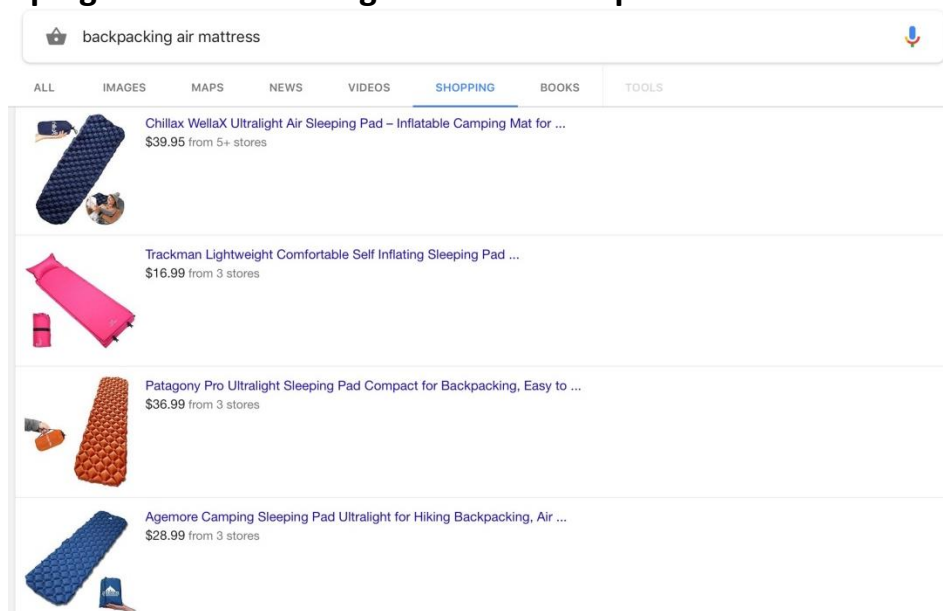 backpacking air mattress
ALL IMAGES MAPS NEWS VIDEOS SHOPPING BOOKS TOOLS
Chillax WellaX Ultralight Air Sleeping Pad – Inflatable Camping Mat for ...
$39.95 from 5+ stores
Trackman Lightweight Comfortable Self Inflating Sleeping Pad ...
$16.99 from 3 stores
Patagony Pro Ultralight Sleeping Pad Compact for Backpacking, Easy to ...
$36.99 from 3 stores
Agemore Camping Sleeping Pad Ultralight for Hiking Backpacking, Air ...
$28.99 from 3 stores